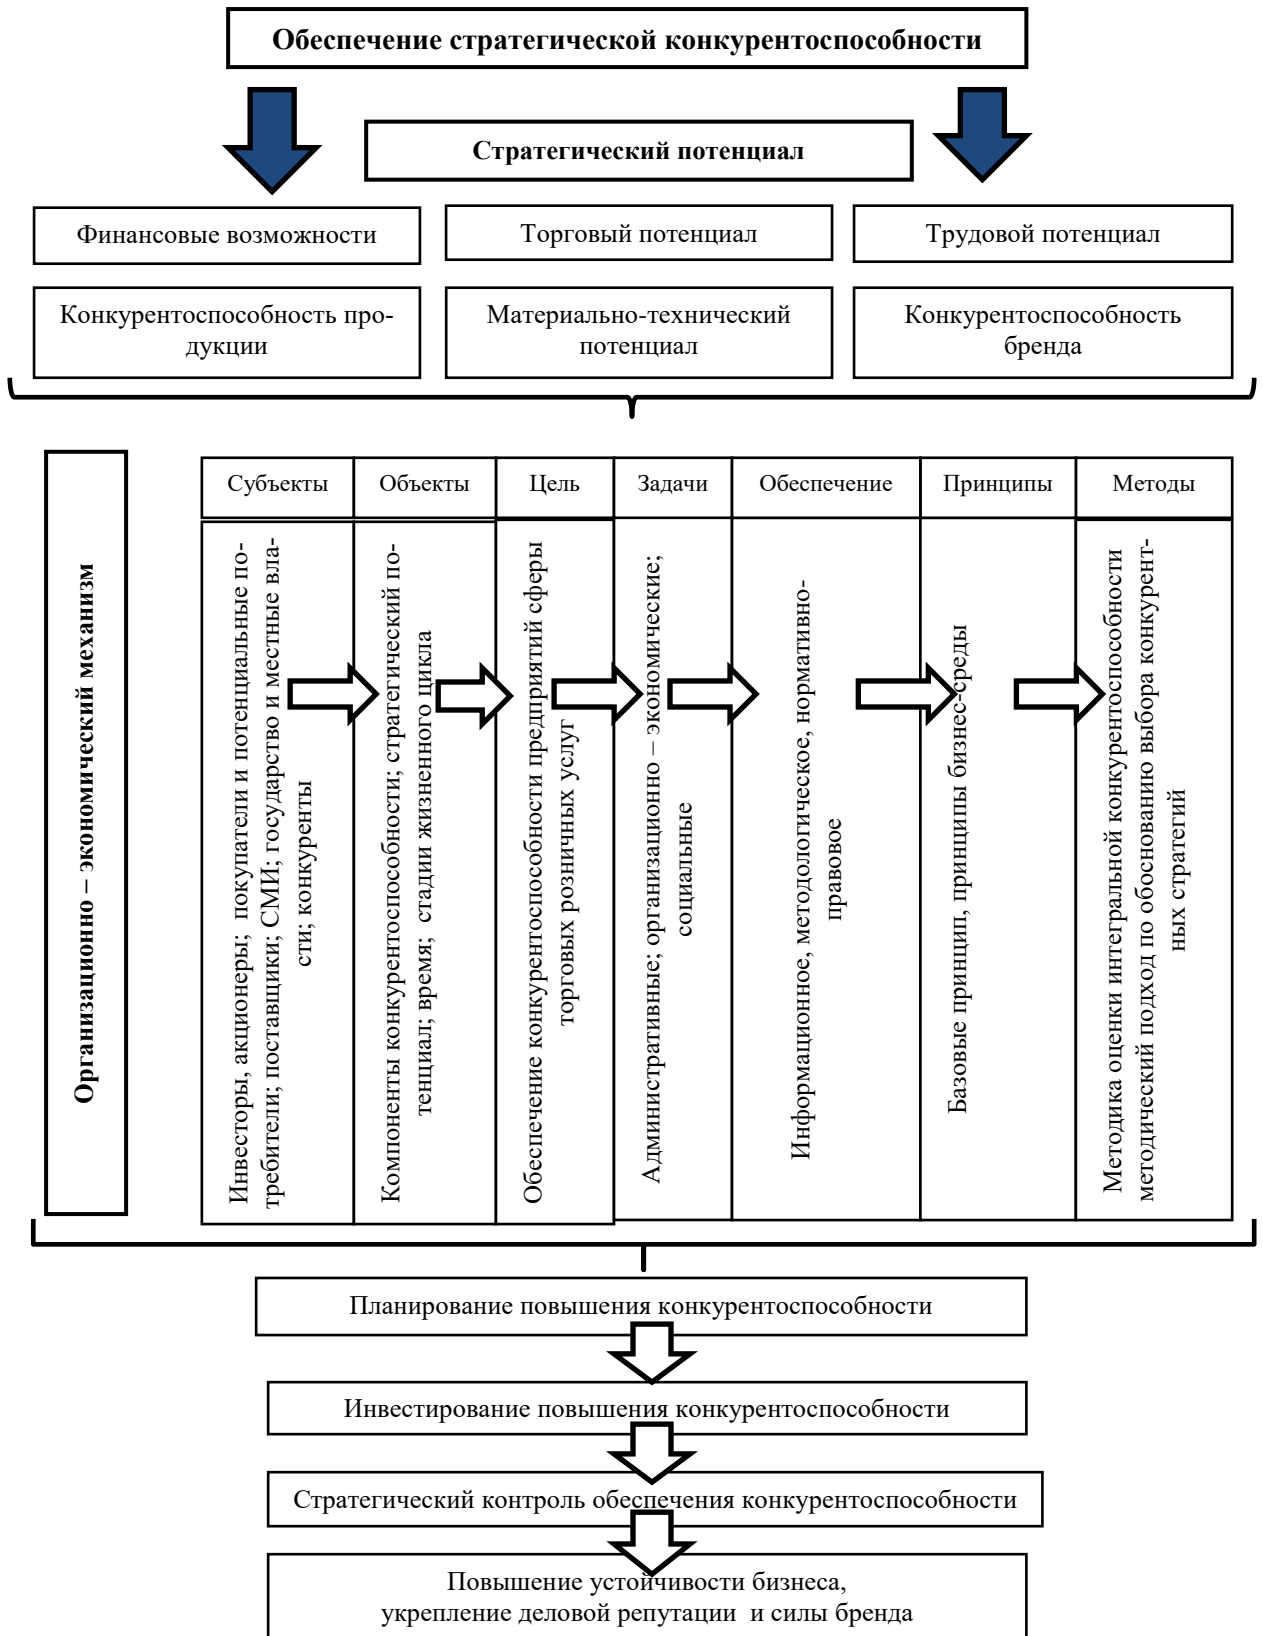 Обеспечение стратегической конкурентоспособности
Стратегический потенциал
Финансовые возможности
Торговый потенциал
Трудовой потенциал
Конкурентоспособность про-
дукции
Материально-технический
потенциал
Конкурентоспособность
бренда
Организационно – экономический механизм
Субъекты
Объекты
Цель
Задачи
Обеспечение
Принципы
Методы
Инвесторы, акционеры; покупатели и потенциальные по-
требители; поставщики; СМИ; государство и местные вла-
сти; конкуренты
Компоненты конкурентоспособности; стратегический по-
тенциал; время; стадии жизненного цикла
Обеспечение конкурентоспособности предприятий сферы
торговых розничных услуг
Административные; организационно – экономические;
социальные
Информационное, методологическое, нормативно-
правовое
Базовые принцип, принципы бизнес-среды
Методика оценки интегральной конкурентоспособности
методический подход по обоснованию выбора конкурент-
ных стратегий
Планирование повышения конкурентоспособности
Инвестирование повышения конкурентоспособности
Стратегический контроль обеспечения конкурентоспособности
Повышение устойчивости бизнеса,
укрепление деловой репутации и силы бренда